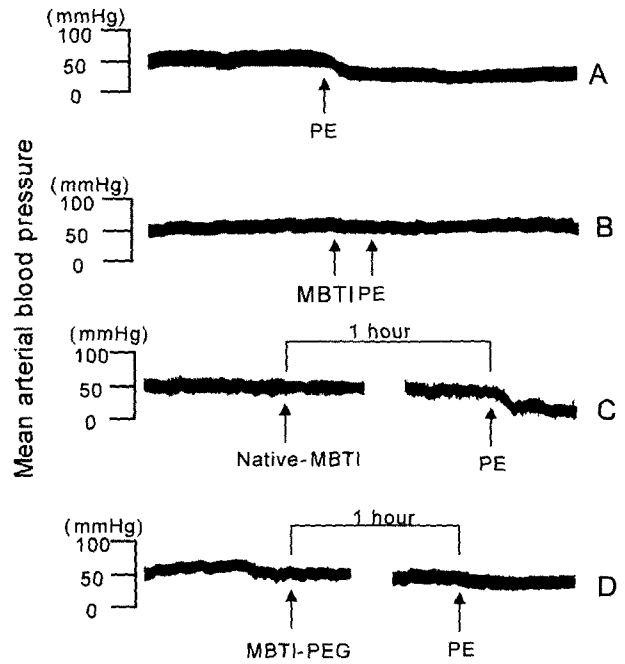 Mean arterial blood pressure
(mmHg)
100
50
0
A
PE
(mmHg)
100
50
0
B
MBTI PE
(mmHg)
1 hour
100
50
0
C
Native-MBTI
PE
(mmHg)
1 hour
100
50
0
D
MBTI-PEG
PE